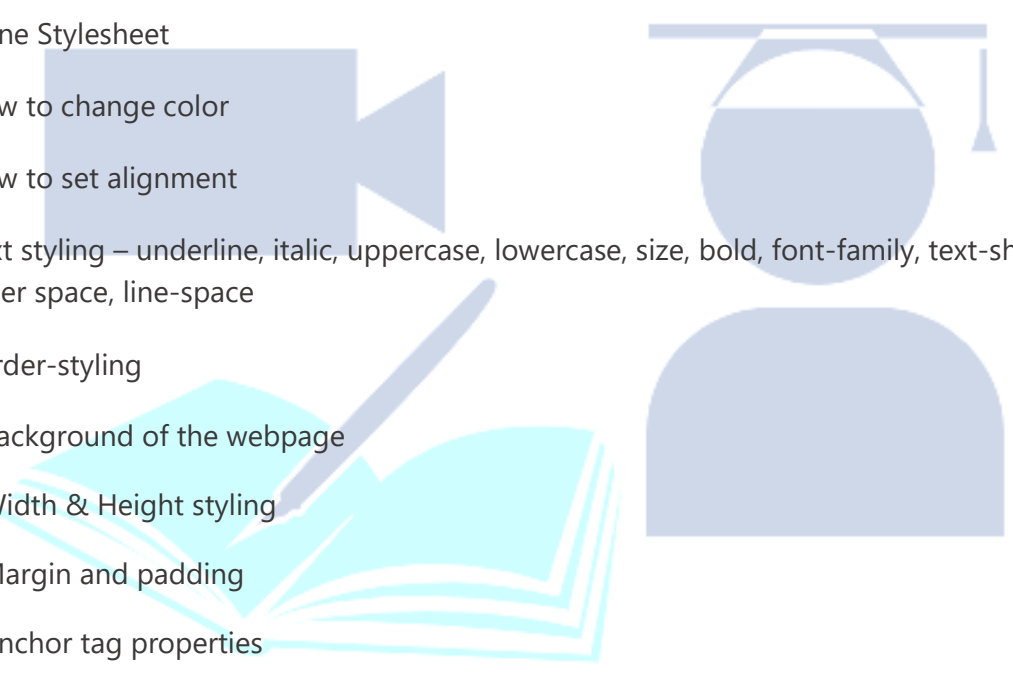 ne Stylesheet
w to change color
w to set alignment
xt styling – underline, italic, uppercase, lowercase, size, bold, font-family, text-sh
er space, line-space
rder-styling
ackground of the webpage
Width & Height styling
Margin and padding
nchor tag properties